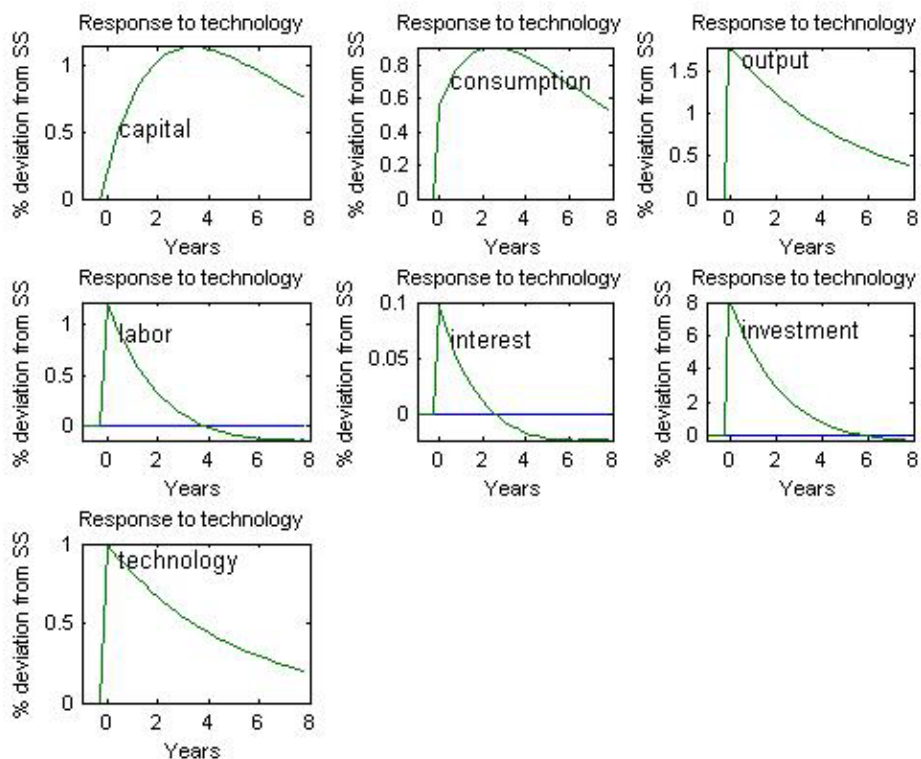 Response to technology
% deviation from SS
1
0.5
0
capital
0 2 4 6 8
Years
Response to technology
% deviation from SS
0.8
0.6
0.4
0.2
0
consumption
0 2 4 6 8
Years
Response to technology
% deviation from SS
1.5
1
0.5
0
output
0 2 4 6 8
Years
Response to technology
% deviation from SS
1
0.5
0
labor
0 2 4 6 8
Years
Response to technology
% deviation from SS
0.1
0.05
0
interest
0 2 4 6 8
Years
Response to technology
% deviation from SS
8
6
4
2
0
investment
0 2 4 6 8
Years
Response to technology
% deviation from SS
1
0.5
0
technology
0 2 4 6 8
Years